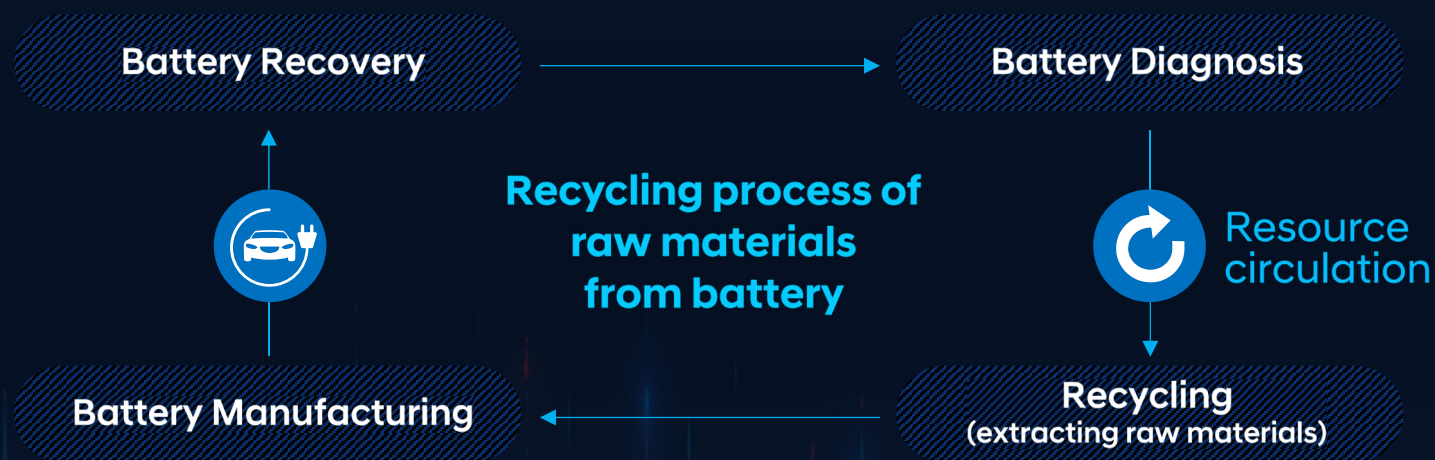 Battery Recovery
Battery Diagnosis
Recycling process of
raw materials
from battery
Resource
circulation
Battery Manufacturing
Recycling
(extracting raw materials)